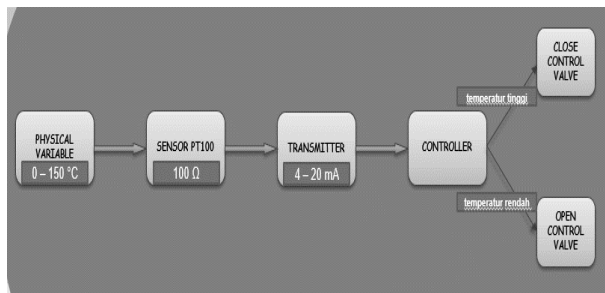 PHYSICAL
VARIABLE
0 – 150 °C
SENSOR PT100
100 Ω
TRANSMITTER
4 – 20 mA
CONTROLLER
temperatur tinggi
CLOSE
CONTROL
VALVE
temperatur rendah
OPEN
CONTROL
VALVE